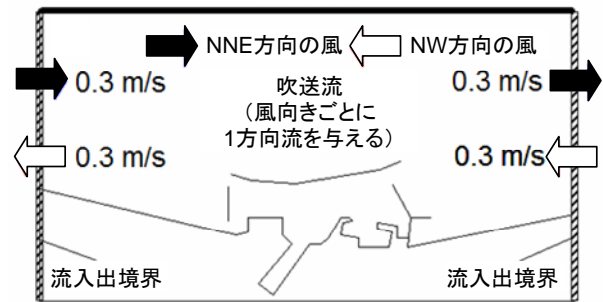 NNE方向の風
NW方向の風
0.3 m/s
吹送流
0.3 m/s
（風向きごとに
1方向流を与える）
0.3 m/s
0.3 m/s
流入出境界
流入出境界